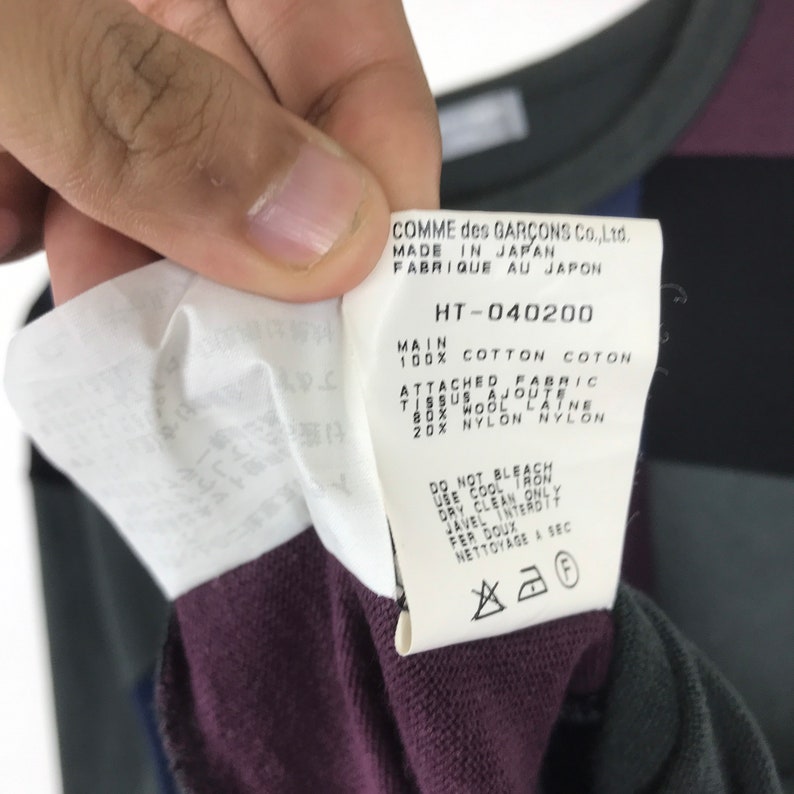 COMME des GARÇONS Co.,Ltd.
MADE IN JAPAN
FABRIQUE AU JAPON
HT-040200
MAIN
100% COTTON COTON
ATTACHED FABRIC
TISSUS AJOUTE
80% WOOL LAINE
20% NYLON NYLON
DO NOT BLEACH
USE COOL IRON
DRY CLEAN ONLY
JAVEL INTERDIT
FER DOUX
NETTOYAGE A SEC
F